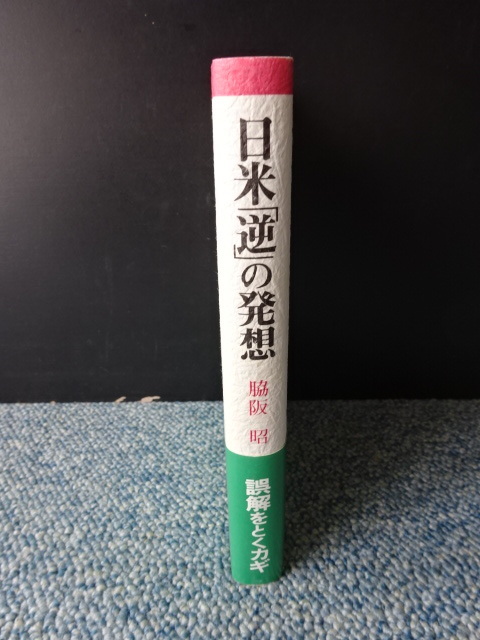 日米「逆」の発想
脇阪 昭
誤解をとくカギ